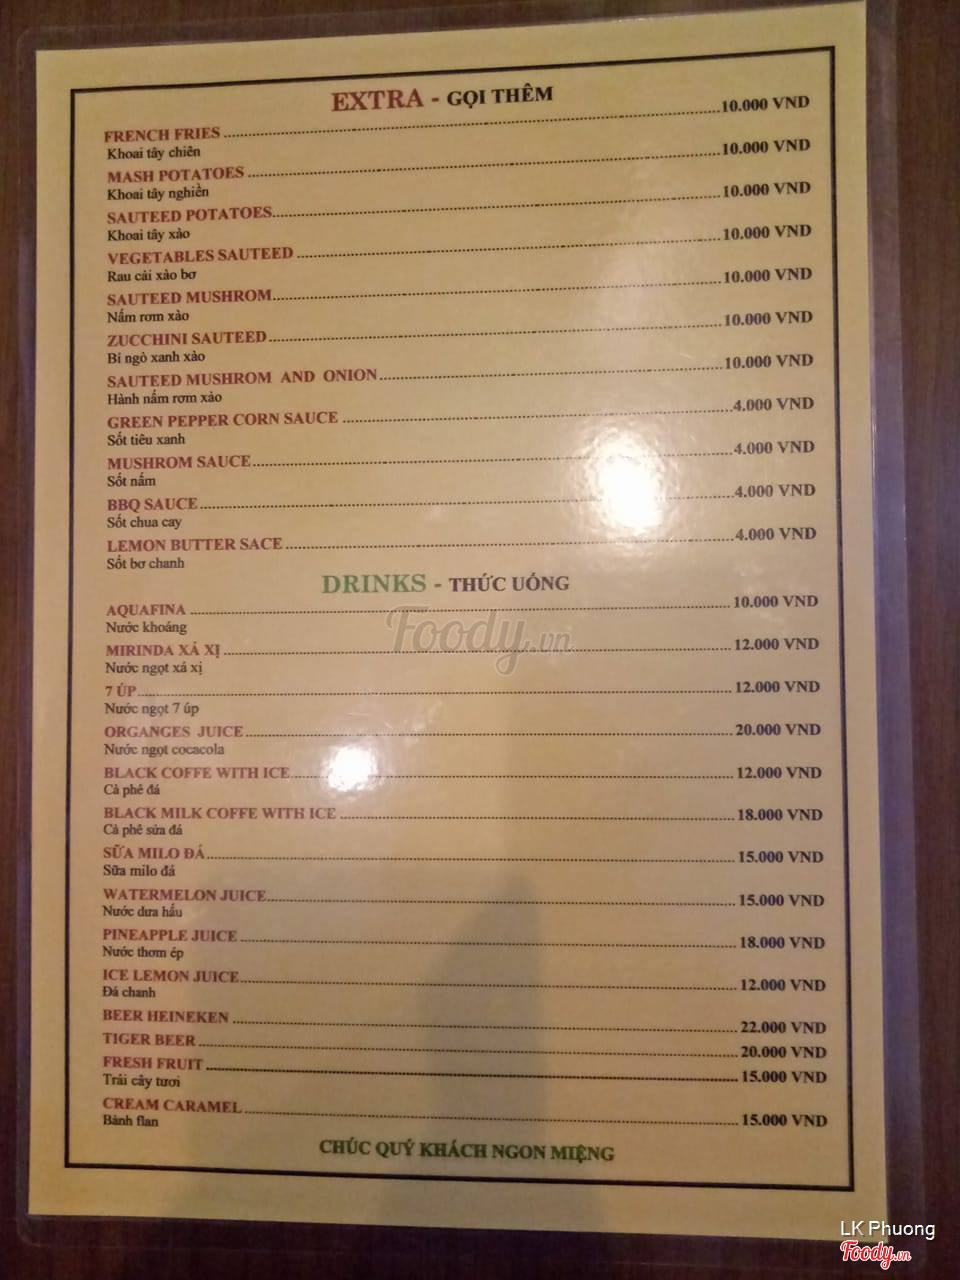 EXTRA - GỌI THÊM
FRENCH FRIES 10.000 VND
Khoai tây chiên
MASH POTATOES 10.000 VND
Khoai tây nghiền
SAUTEED POTATOES 10.000 VND
Khoai tây xào
VEGETABLES SAUTEED 10.000 VND
Rau cải xào bơ
SAUTEED MUSHROM 10.000 VND
Nấm rơm xào
ZUCCHINI SAUTEED 10.000 VND
Bí ngò xanh xào
SAUTEED MUSHROM AND ONION 10.000 VND
Hành nấm rơm xào
GREEN PEPPER CORN SAUCE 4.000 VND
Sốt tiêu xanh
MUSHROM SAUCE 4.000 VND
Sốt nấm
BBQ SAUCE 4.000 VND
Sốt chua cay
LEMON BUTTER SACE 4.000 VND
Sốt bơ chanh
DRINKS - THỨC UỐNG
AQUAFINA 10.000 VND
Nước khoáng
MIRINDA XÁ XỊ 12.000 VND
Nước ngọt xá xị
7 ÚP 12.000 VND
Nước ngọt 7 úp
ORGANGES JUICE 20.000 VND
Nước ngọt cocacola
BLACK COFFE WITH ICE 12.000 VND
Cà phê đá
BLACK MILK COFFE WITH ICE 18.000 VND
Cà phê sửa đá
SỮA MILO ĐÁ 15.000 VND
Sữa milo đá
WATERMELON JUICE 15.000 VND
Nước dưa hấu
PINEAPPLE JUICE 18.000 VND
Nước thơm ép
ICE LEMON JUICE 12.000 VND
Đá chanh
BEER HEINEKEN 22.000 VND
TIGER BEER 20.000 VND
FRESH FRUIT 15.000 VND
Trái cây tươi
CREAM CARAMEL 15.000 VND
Bánh flan
CHÚC QUÝ KHÁCH NGON MIỆNG
Foody.vn
LK Phuong
Foody.vn